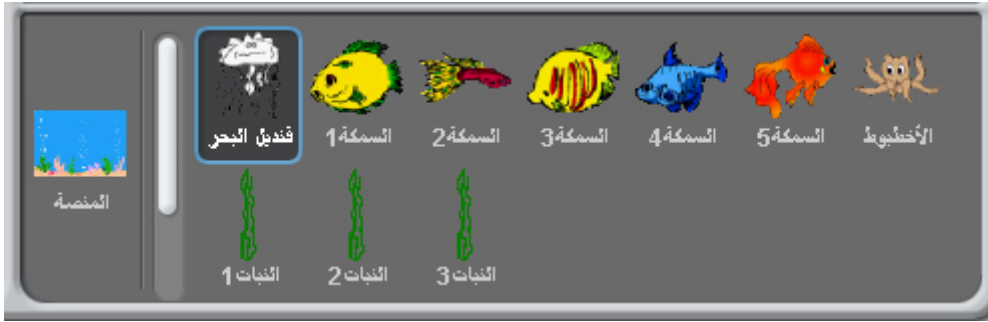 قنديل البحر
السمكة1
السمكة2
السمكة3
السمكة4
السمكة5
الأخطبوط
المنصة
النبات1
النبات2
النبات3